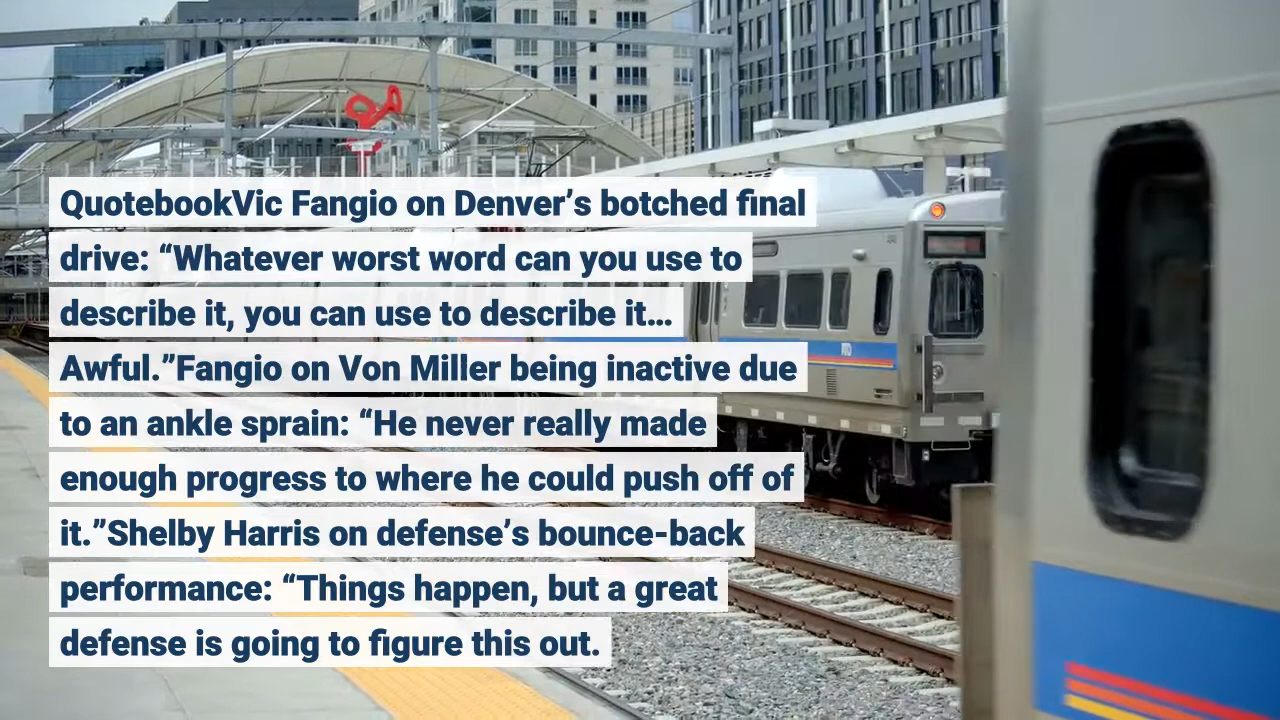 QuotebookVic Fangio on Denver’s botched final
drive: “Whatever worst word can you use to
describe it, you can use to describe it…
Awful.”Fangio on Von Miller being inactive due
to an ankle sprain: “He never really made
enough progress to where he could push off of
it.”Shelby Harris on defense’s bounce-back
performance: “Things happen, but a great
defense is going to figure this out.